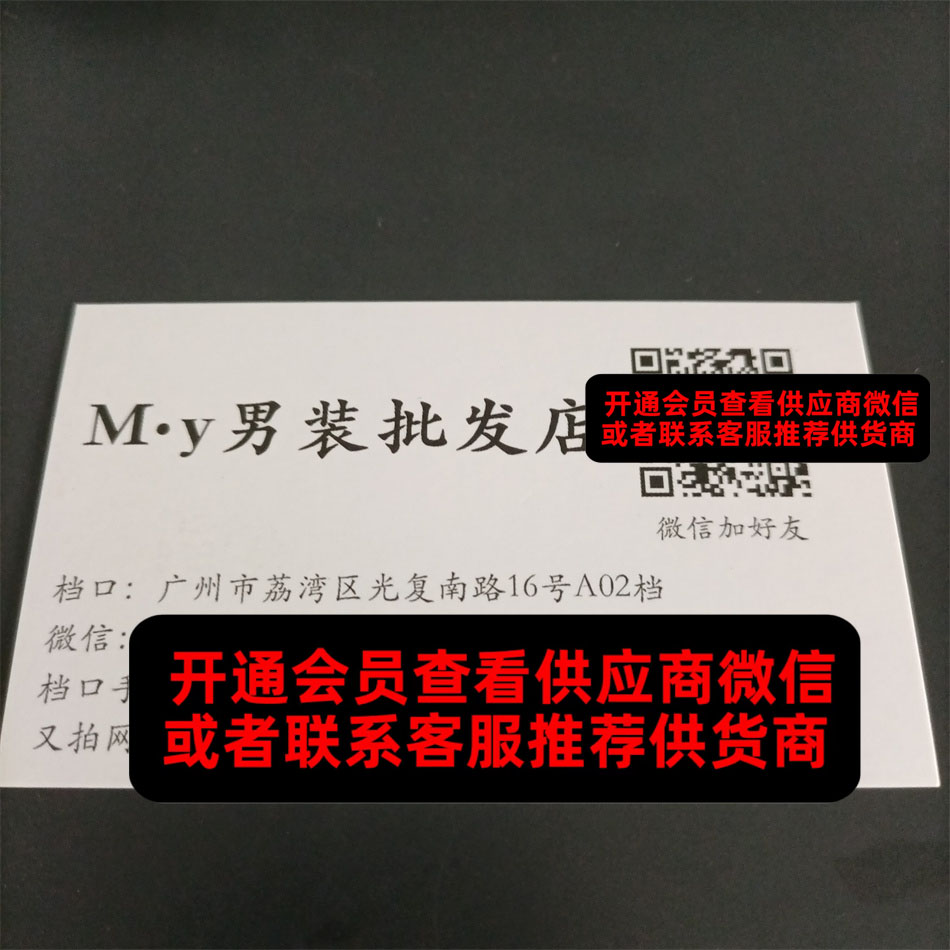 M·y男装批发店
开通会员查看供应商微信
或者联系客服推荐供货商
微信加好友
档口：广州市荔湾区光复南路16号A02档
微信：
档口手
又拍网
开通会员查看供应商微信
或者联系客服推荐供货商